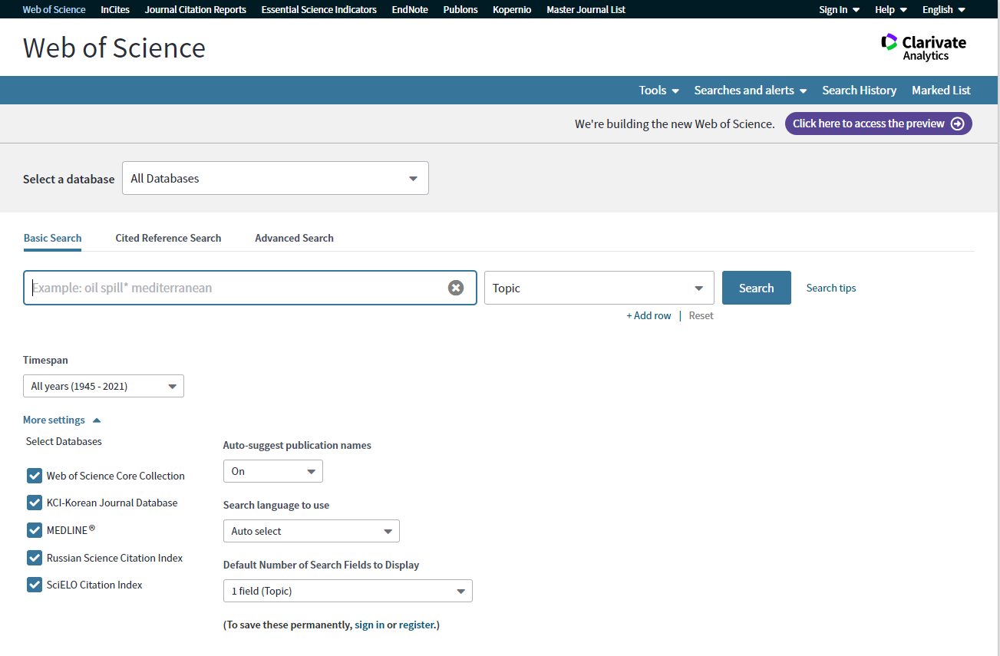 Web of Science InCites Journal Citation Reports Essential Science Indicators EndNote Publons Kopernio Master Journal List Sign In Help English
Web of Science
Clarivate
Analytics
Tools Searches and alerts Search History Marked List
We're building the new Web of Science. Click here to access the preview
Select a database All Databases
Basic Search Cited Reference Search Advanced Search
Example: oil spill* mediterranean Topic Search Search tips
+ Add row | Reset
Timespan
All years (1945 - 2021)
More settings
Select Databases
Web of Science Core Collection
KCI-Korean Journal Database
MEDLINE®
Russian Science Citation Index
SciELO Citation Index
Auto-suggest publication names
On
Search language to use
Auto select
Default Number of Search Fields to Display
1 field (Topic)
(To save these permanently, sign in or register.)